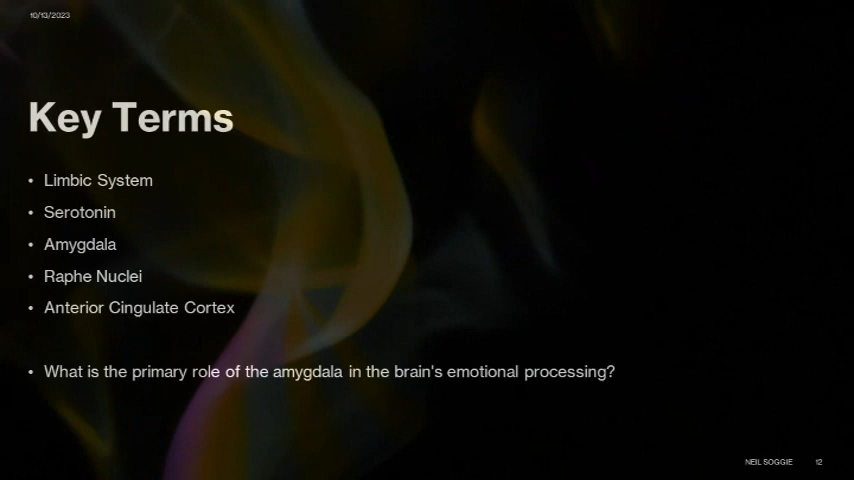 10/13/2023
Key Terms
• Limbic System
• Serotonin
• Amygdala
• Raphe Nuclei
• Anterior Cingulate Cortex
• What is the primary role of the amygdala in the brain's emotional processing?
NEIL SOGGIE 12